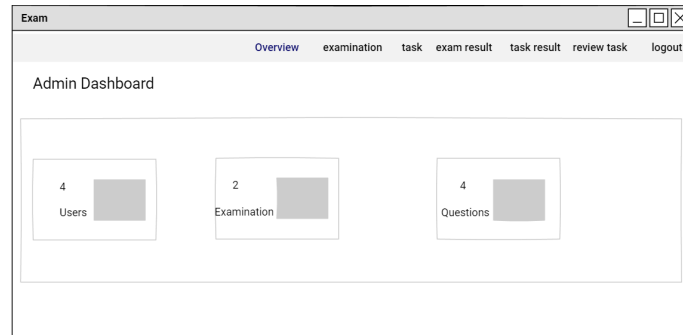 Exam
Overview examination task exam result task result review task logout
Admin Dashboard
4 2 4
Users Examination Questions